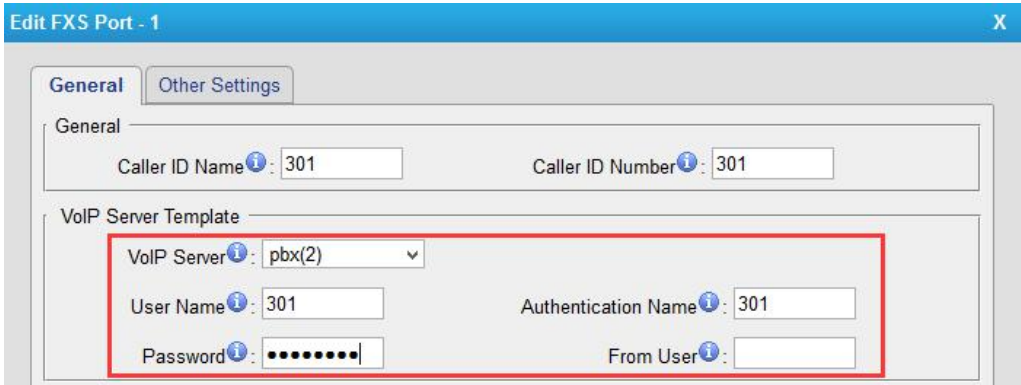 Edit FXS Port - 1 X
General Other Settings
General
Caller ID Name i : 301 Caller ID Number i : 301
VoIP Server Template
VoIP Server i : pbx(2)
User Name i : 301 Authentication Name i : 301
Password i : •••••••• From User i :